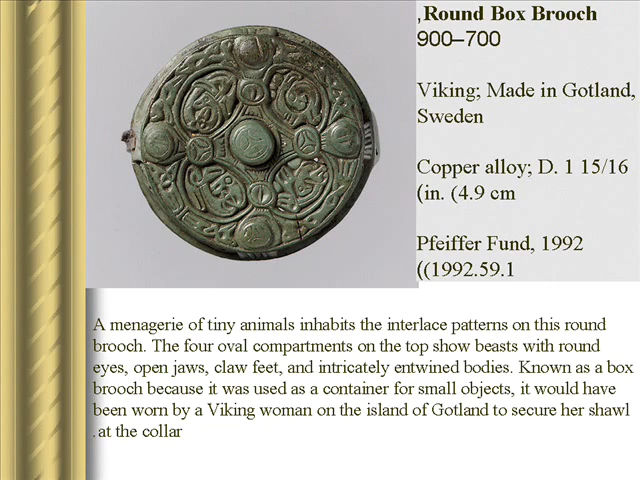 ,Round Box Brooch
900–700
Viking; Made in Gotland,
Sweden
Copper alloy; D. 1 15/16
(in. (4.9 cm
Pfeiffer Fund, 1992
((1992.59.1
A menagerie of tiny animals inhabits the interlace patterns on this round
brooch. The four oval compartments on the top show beasts with round
eyes, open jaws, claw feet, and intricately entwined bodies. Known as a box
brooch because it was used as a container for small objects, it would have
been worn by a Viking woman on the island of Gotland to secure her shawl
.at the collar